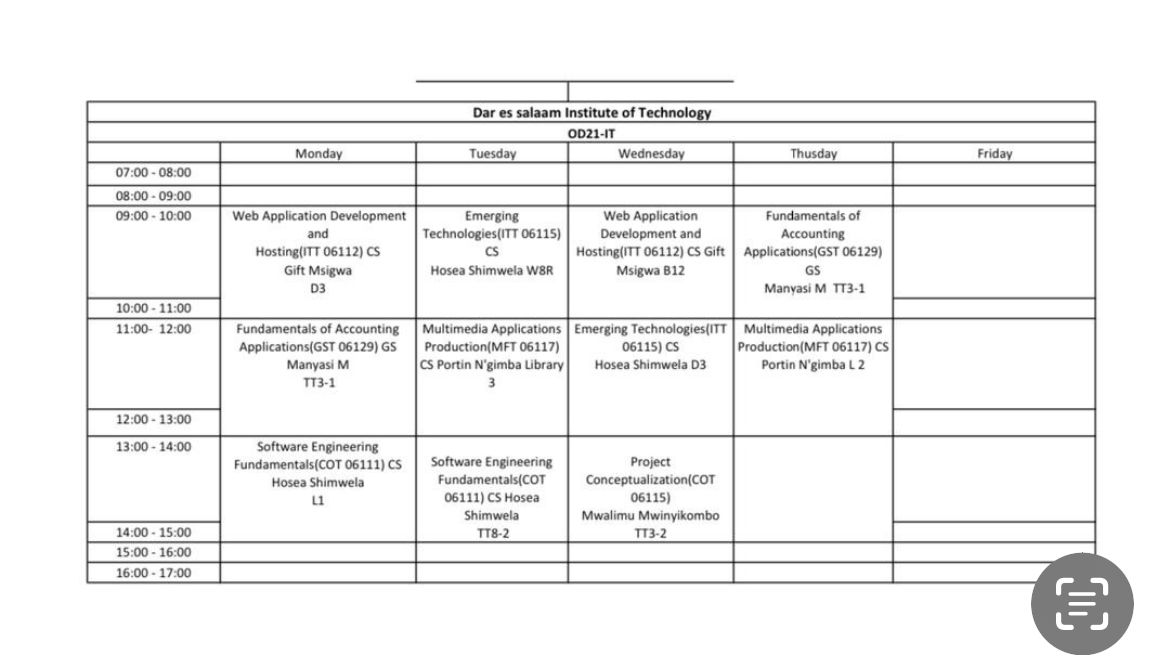 Dar es salaam Institute of Technology
OD21-IT
Monday Tuesday Wednesday Thusday Friday
07:00 - 08:00
08:00 - 09:00
09:00 - 10:00
Web Application Development
and
Hosting(ITT 06112) CS
Gift Msigwa
D3
Emerging
Technologies(ITT 06115)
CS
Hosea Shimwela W8R
Web Application
Development and
Hosting(ITT 06112) CS Gift
Msigwa B12
Fundamentals of
Accounting
Applications(GST 06129)
GS
Manyasi M TT3-1
10:00 - 11:00
11:00- 12:00
Fundamentals of Accounting
Applications(GST 06129) GS
Manyasi M
TT3-1
Multimedia Applications
Production(MFT 06117)
CS Portin N'gimba Library
3
Emerging Technologies(ITT
06115) CS
Hosea Shimwela D3
Multimedia Applications
Production(MFT 06117) CS
Portin N'gimba L 2
12:00 - 13:00
13:00 - 14:00
Software Engineering
Fundamentals(COT 06111) CS
Hosea Shimwela
L1
Software Engineering
Fundamentals(COT
06111) CS Hosea
Shimwela
TT8-2
Project
Conceptualization(COT
06115)
Mwalimu Mwinyikombo
TT3-2
14:00 - 15:00
15:00 - 16:00
16:00 - 17:00